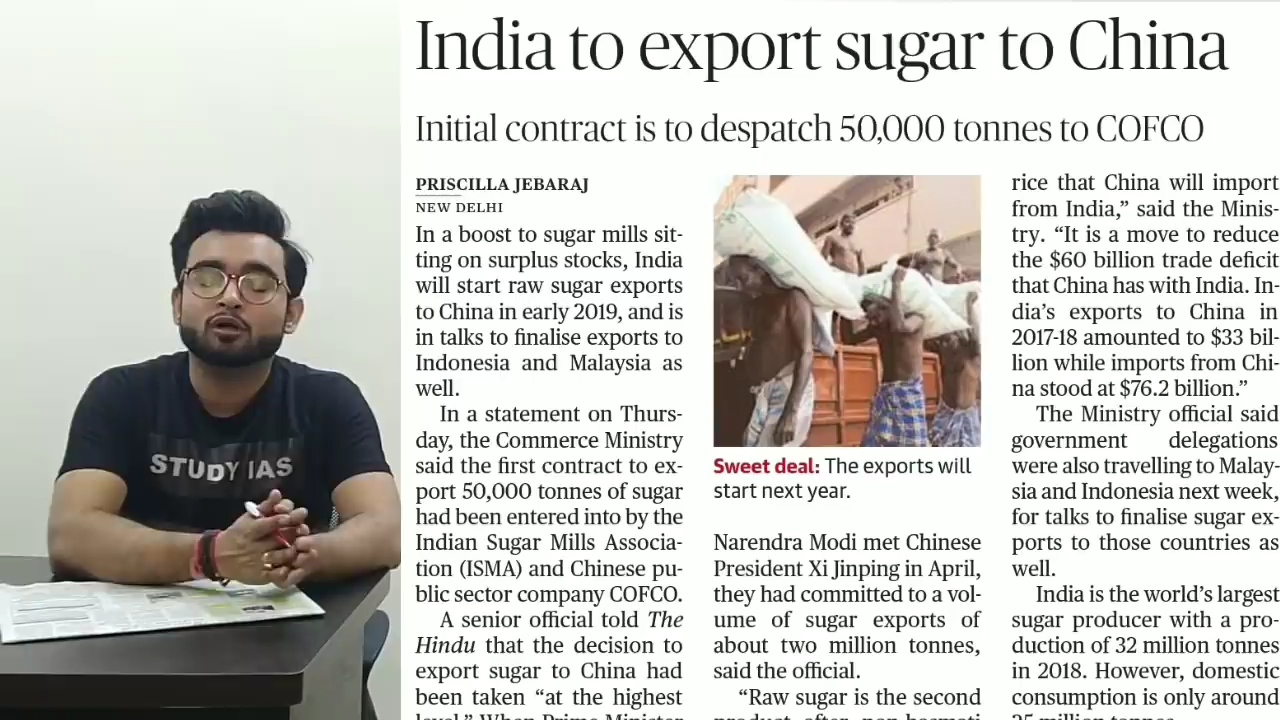 India to export sugar to China
Initial contract is to despatch 50,000 tonnes to COFCO
PRISCILLA JEBARAJ
NEW DELHI
In a boost to sugar mills sit-
ting on surplus stocks, India
will start raw sugar exports
to China in early 2019, and is
in talks to finalise exports to
Indonesia and Malaysia as
well.
In a statement on Thurs-
day, the Commerce Ministry
said the first contract to ex-
port 50,000 tonnes of sugar
had been entered into by the
Indian Sugar Mills Associa-
tion (ISMA) and Chinese pu-
blic sector company COFCO.
A senior official told The
Hindu that the decision to
export sugar to China had
been taken “at the highest
level.” When Prime Minister
Sweet deal: The exports will
start next year.
Narendra Modi met Chinese
President Xi Jinping in April,
they had committed to a vol-
ume of sugar exports of
about two million tonnes,
said the official.
“Raw sugar is the second
product, after non-basmati
rice that China will import
from India,” said the Minis-
try. “It is a move to reduce
the $60 billion trade deficit
that China has with India. In-
dia’s exports to China in
2017-18 amounted to $33 bil-
lion while imports from Chi-
na stood at $76.2 billion.”
The Ministry official said
government delegations
were also travelling to Malay-
sia and Indonesia next week,
for talks to finalise sugar ex-
ports to those countries as
well.
India is the world’s largest
sugar producer with a pro-
duction of 32 million tonnes
in 2018. However, domestic
consumption is only around
25 million tonnes.
STUDY IAS